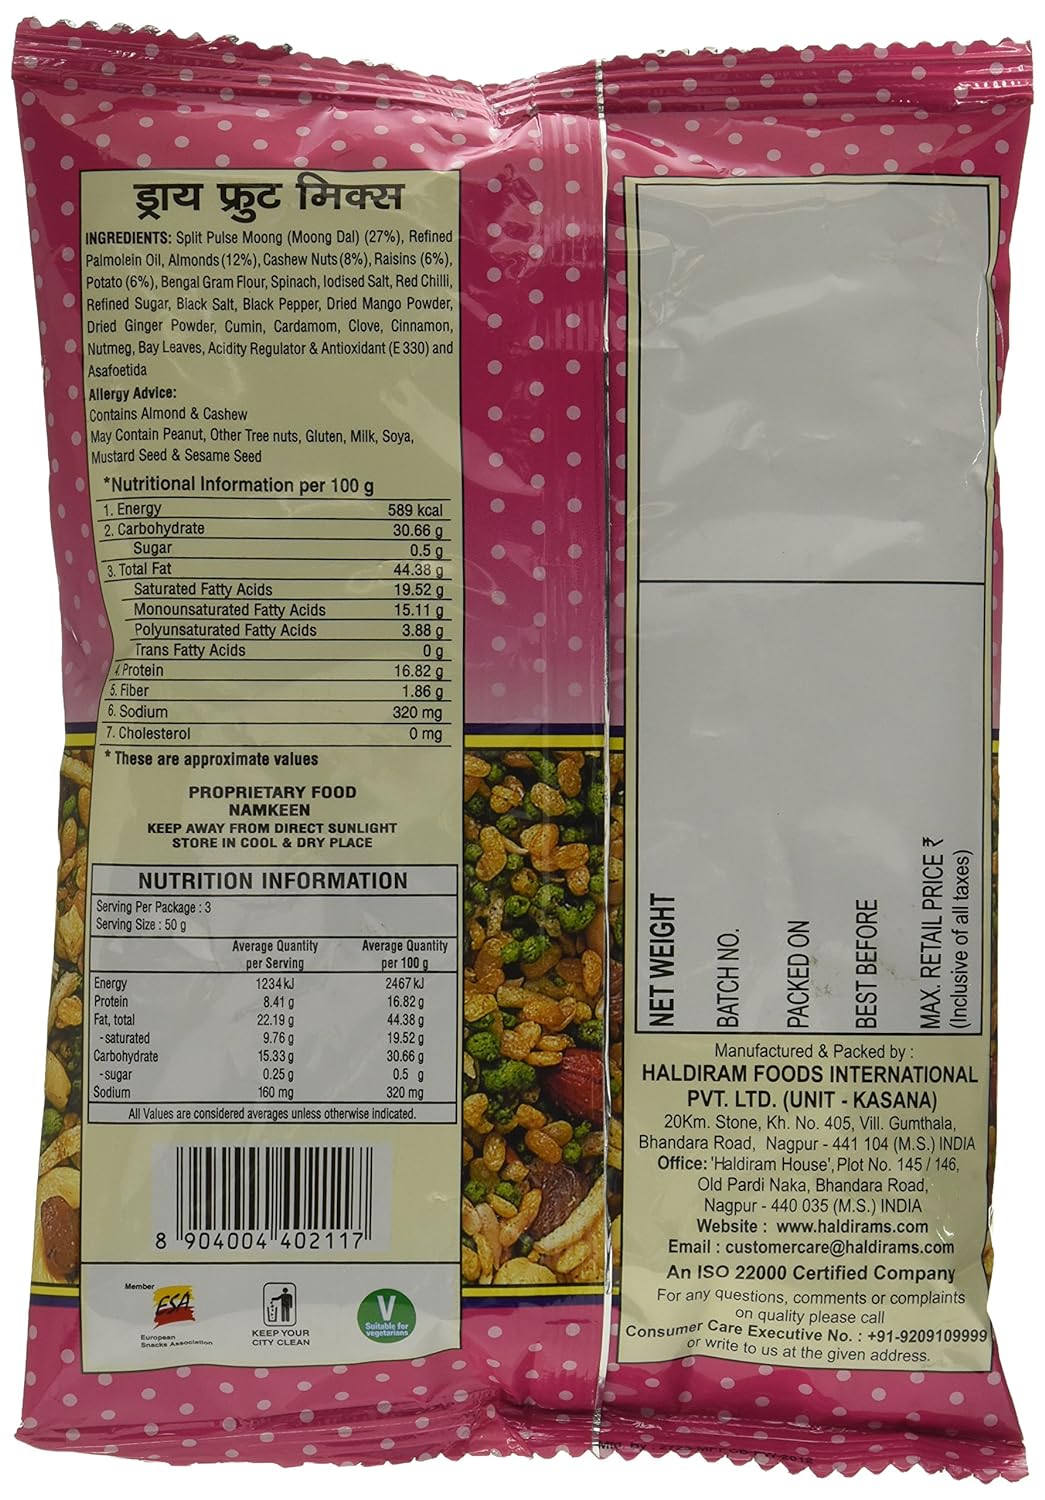 ड्राय फ्रुट मिक्स
INGREDIENTS: Split Pulse Moong (Moong Dal) (27%), Refined
Palmolein Oil, Almonds (12%), Cashew Nuts (8%), Raisins (6%),
Potato (6%), Bengal Gram Flour, Spinach, Iodised Salt, Red Chilli,
Refined Sugar, Black Salt, Black Pepper, Dried Mango Powder,
Dried Ginger Powder, Cumin, Cardamom, Clove, Cinnamon,
Nutmeg, Bay Leaves, Acidity Regulator & Antioxidant (E 330) and
Asafoetida
Allergy Advice:
Contains Almond & Cashew
May Contain Peanut, Other Tree nuts, Gluten, Milk, Soya,
Mustard Seed & Sesame Seed
*Nutritional Information per 100 g
1. Energy 589 kcal
2. Carbohydrate 30.66 g
Sugar 0.5 g
3. Total Fat 44.38 g
Saturated Fatty Acids 19.52 g
Monounsaturated Fatty Acids 15.11 g
Polyunsaturated Fatty Acids 3.88 g
Trans Fatty Acids 0 g
4. Protein 16.82 g
5. Fiber 1.86 g
6. Sodium 320 mg
7. Cholesterol 0 mg
* These are approximate values
PROPRIETARY FOOD
NAMKEEN
KEEP AWAY FROM DIRECT SUNLIGHT
STORE IN COOL & DRY PLACE
NUTRITION INFORMATION
Serving Per Package : 3
Serving Size : 50 g
Average Quantity Average Quantity
per Serving per 100 g
Energy 1234 kJ 2467 kJ
Protein 8.41 g 16.82 g
Fat, total 22.19 g 44.38 g
- saturated 9.76 g 19.52 g
Carbohydrate 15.33 g 30.66 g
- sugar 0.25 g 0.5 g
Sodium 160 mg 320 mg
All Values are considered averages unless otherwise indicated.
8 904004 402117
Member
ESA
European
Snacks Association
KEEP YOUR
CITY CLEAN
V
Suitable for
vegetarians
NET WEIGHT
BATCH NO.
PACKED ON
BEST BEFORE
MAX. RETAIL PRICE ₹
(Inclusive of all taxes)
Manufactured & Packed by :
HALDIRAM FOODS INTERNATIONAL
PVT. LTD. (UNIT - KASANA)
20Km. Stone, Kh. No. 405, Vill. Gumthala,
Bhandara Road, Nagpur - 441 104 (M.S.) INDIA
Office: 'Haldiram House', Plot No. 145 / 146,
Old Pardi Naka, Bhandara Road,
Nagpur - 440 035 (M.S.) INDIA
Website : www.haldirams.com
Email : customercare@haldirams.com
An ISO 22000 Certified Company
For any questions, comments or complaints
on quality please call
Consumer Care Executive No. : +91-9209109999
or write to us at the given address.